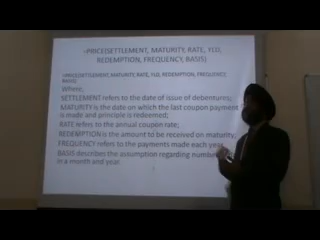 =PRICE(SETTLEMENT, MATURITY, RATE, YLD,
REDEMPTION, FREQUENCY, BASIS)
=PRICE(SETTLEMENT, MATURITY, RATE, YLD, REDEMPTION, FREQUENCY,
BASIS)
Where,
SETTLEMENT refers to the date of issue of debentures;
MATURITY is the date on which the last coupon payment
is made and principle is redeemed;
RATE refers to the annual coupon rate;
REDEMPTION is the amount to be received on maturity;
FREQUENCY refers to the payments made each year
BASIS describes the assumption regarding number
in a month and year.